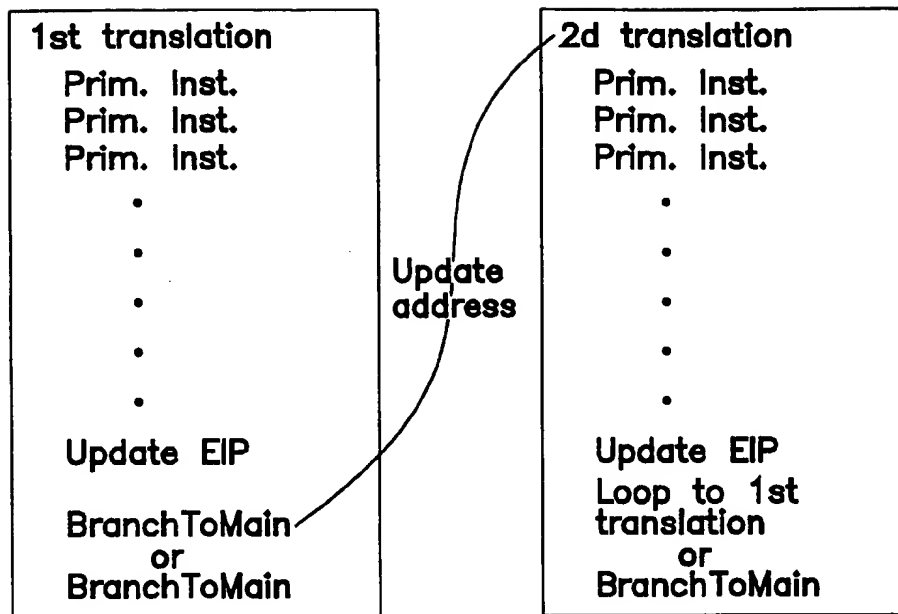 1st translation
Prim. Inst.
Prim. Inst.
Prim. Inst.
Update EIP
BranchToMain
or
BranchToMain
Update
address
2d translation
Prim. Inst.
Prim. Inst.
Prim. Inst.
Update EIP
Loop to 1st
translation
or
BranchToMain